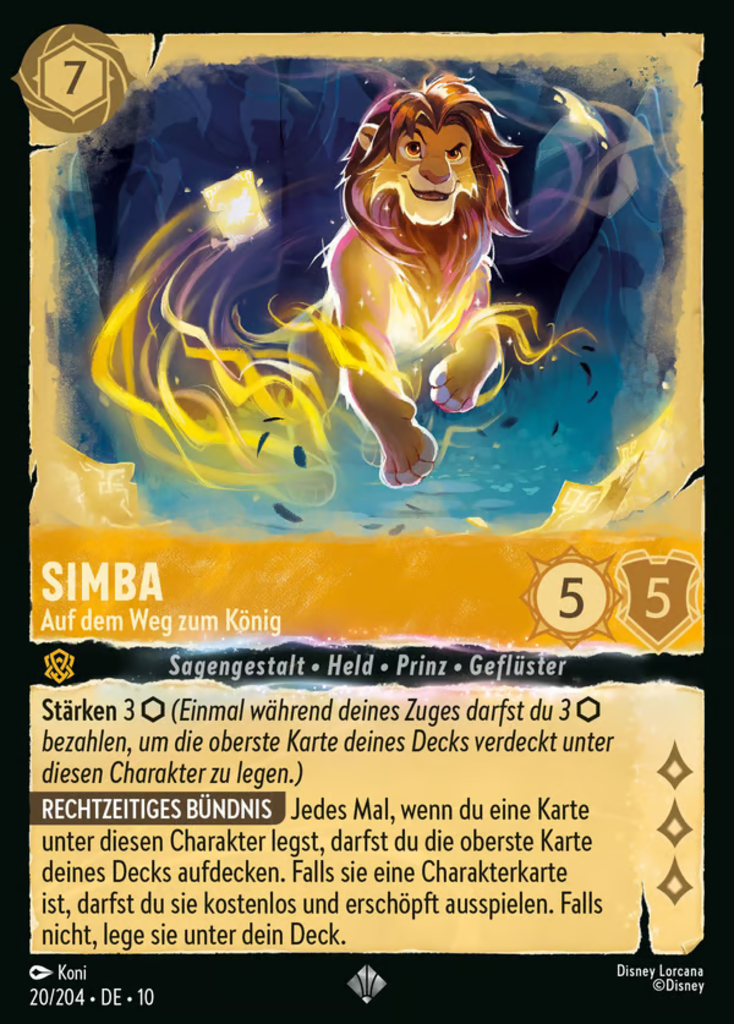 7
SIMBA
Auf dem Weg zum König
5
5
Sagengestalt • Held • Prinz • Geflüster
Stärken 3 ⬡ (Einmal während deines Zuges darfst du 3 ⬡
bezahlen, um die oberste Karte deines Decks verdeckt unter
diesen Charakter zu legen.)
RECHTZEITIGES BÜNDNIS Jedes Mal, wenn du eine Karte
unter diesen Charakter legst, darfst du die oberste Karte
deines Decks aufdecken. Falls sie eine Charakterkarte
ist, darfst du sie kostenlos und erschöpft ausspielen. Falls
nicht, lege sie unter dein Deck.
Koni
20/204 • DE • 10
Disney Lorcana
©Disney